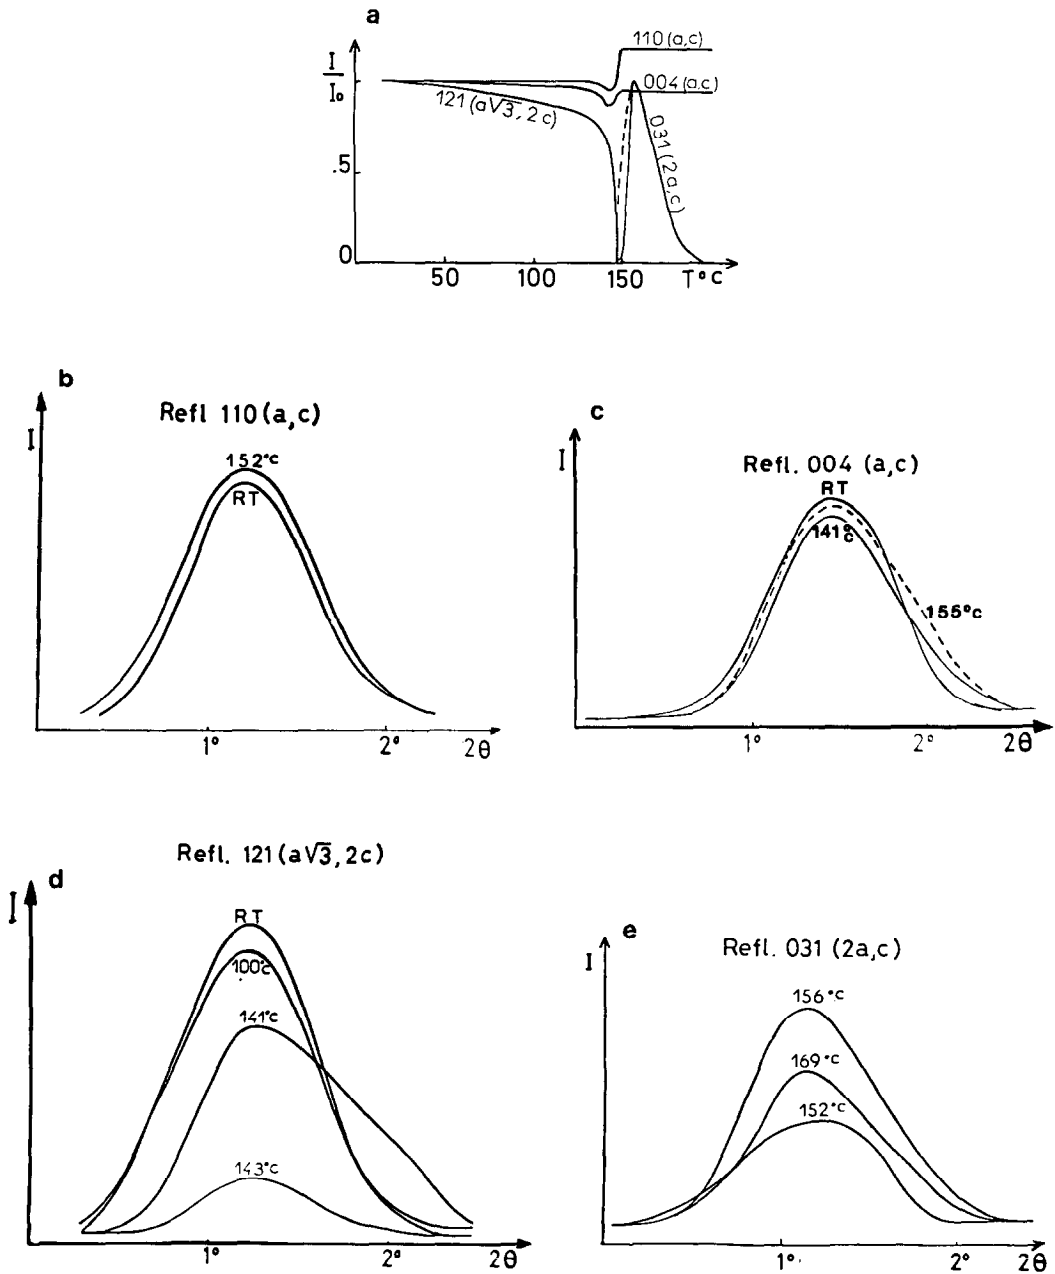 a
I
I₀
110 (a,c)
004 (a,c)
121 (a√3, 2c)
031 (2a,c)
.5
0
50
100
150
T°C
b
Refl 110 (a,c)
I
152°C
RT
1°
2°
2θ
c
Refl. 004 (a,c)
I
RT
141°C
155°C
1°
2°
2θ
Refl. 121 (a√3, 2c)
d
I
RT
100°C
141°C
143°C
1°
2°
2θ
e
Refl. 031 (2a,c)
I
156°C
169°C
152°C
1°
2°
2θ